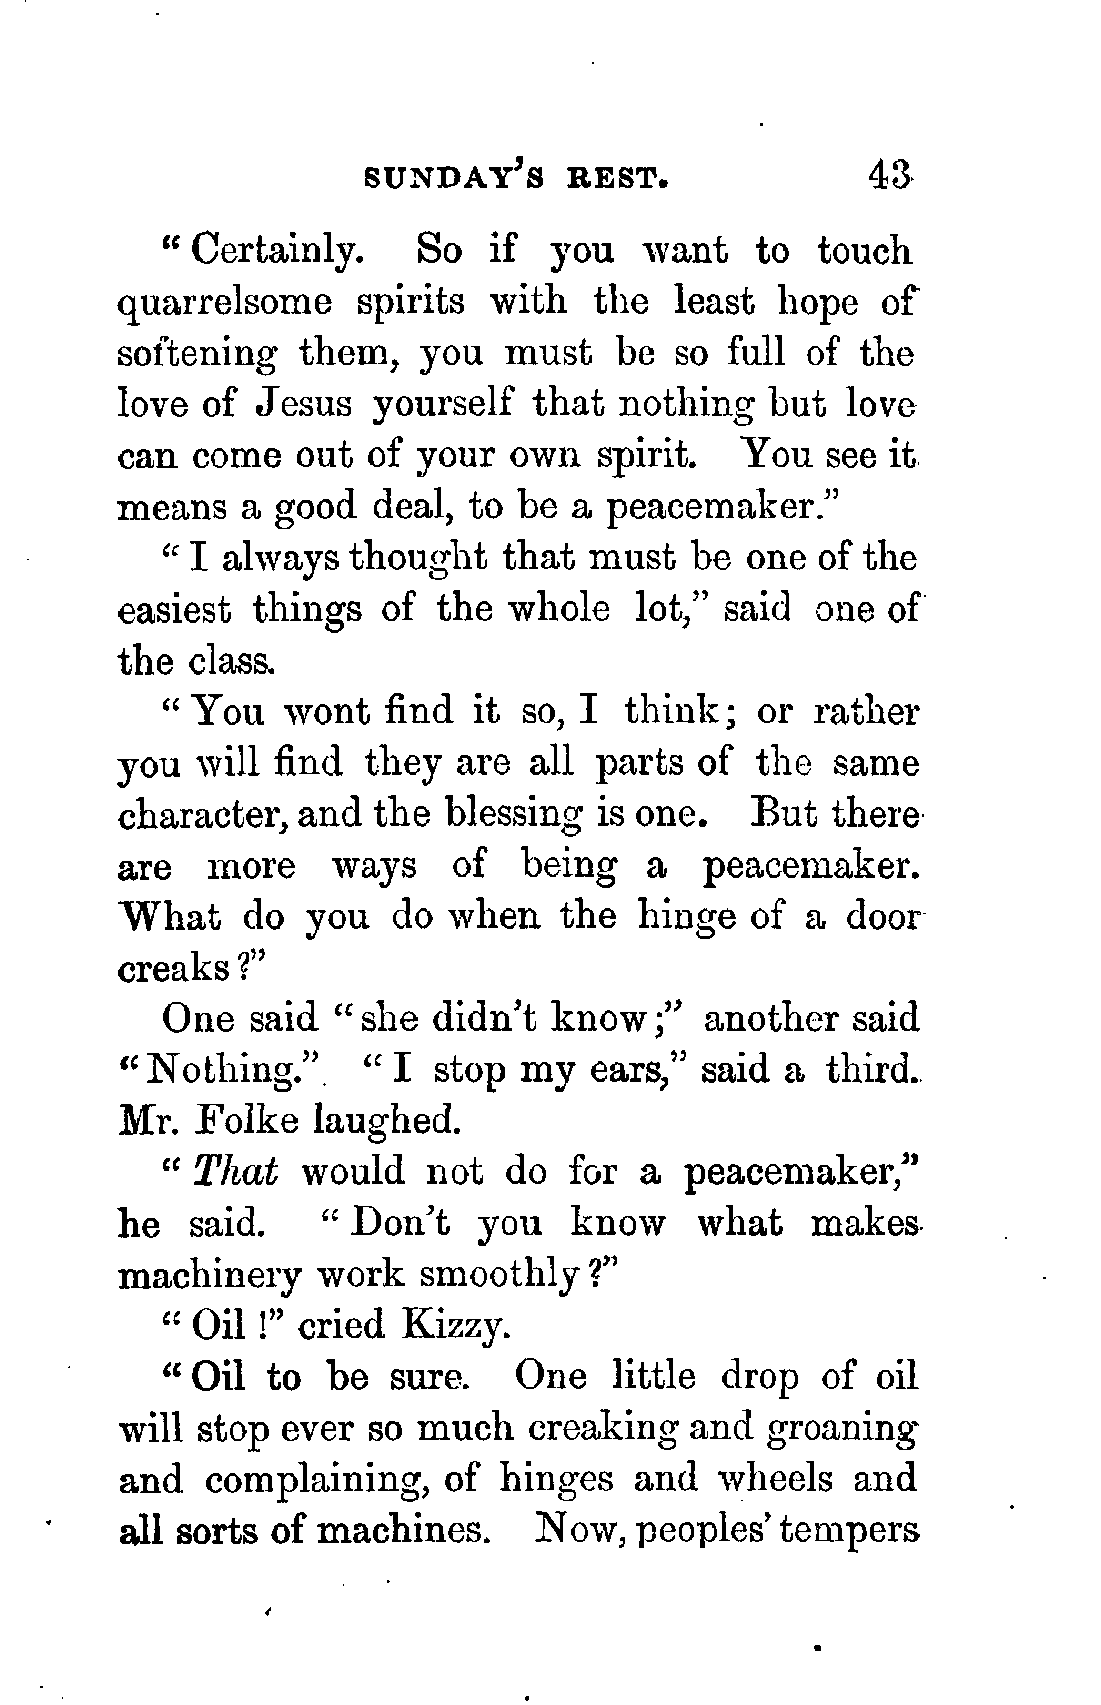 SUNDAY'S REST. 43
"Certainly. So if you want to touch
quarrelsome spirits with the least hope of
softening them, you must be so full of the
love of Jesus yourself that nothing but love
can come out of your own spirit. You see it
means a good deal, to be a peacemaker."
"I always thought that must be one of the
easiest things of the whole lot," said one of
the class.
"You wont find it so, I think; or rather
you will find they are all parts of the same
character, and the blessing is one. But there
are more ways of being a peacemaker.
What do you do when the hinge of a door
creaks?"
One said "she didn't know;" another said
"Nothing." "I stop my ears," said a third.
Mr. Folke laughed.
"That would not do for a peacemaker,"
he said. "Don't you know what makes
machinery work smoothly?"
"Oil!" cried Kizzy.
"Oil to be sure. One little drop of oil
will stop ever so much creaking and groaning
and complaining, of hinges and wheels and
all sorts of machines. Now, peoples' tempers